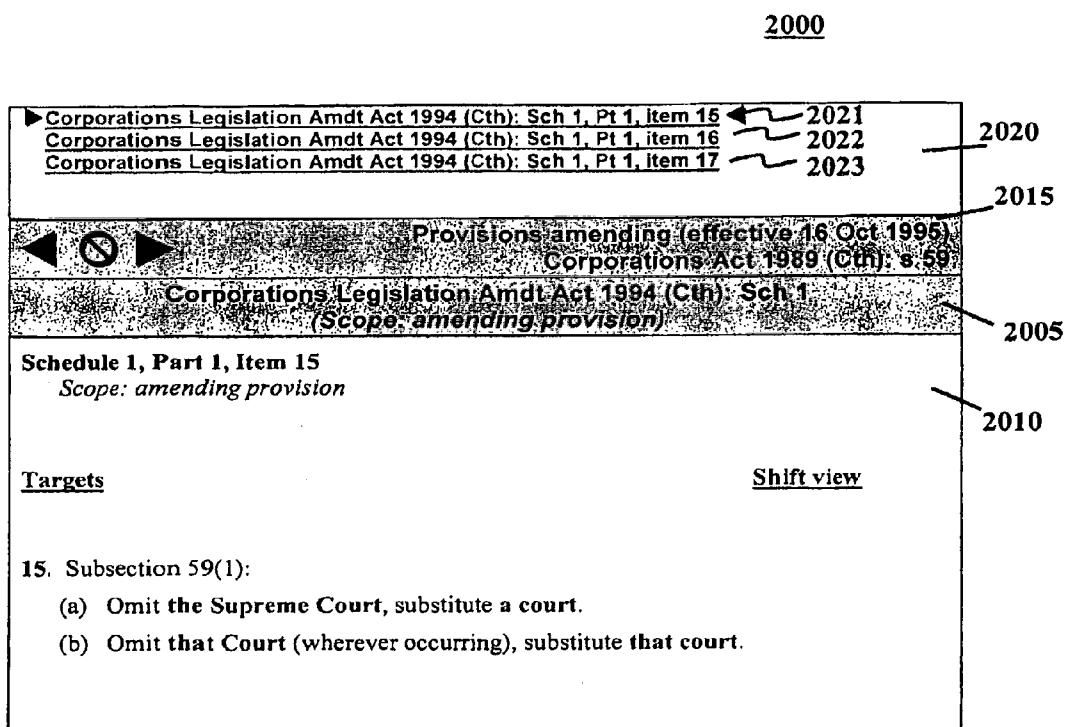 2000
Corporations Legislation Amdt Act 1994 (Cth): Sch 1, Pt 1, item 15 2021
Corporations Legislation Amdt Act 1994 (Cth): Sch 1, Pt 1, item 16 2022
Corporations Legislation Amdt Act 1994 (Cth): Sch 1, Pt 1, item 17 2023
2020
2015
Provisions amending (effective 16 Oct 1995)
Corporations Act 1989 (Cth): s 59
Corporations Legislation Amdt Act 1994 (Cth): Sch 1
(Scope: amending provision)
2005
Schedule 1, Part 1, Item 15
Scope: amending provision
2010
Targets Shift view
15. Subsection 59(1):
(a) Omit the Supreme Court, substitute a court.
(b) Omit that Court (wherever occurring), substitute that court.